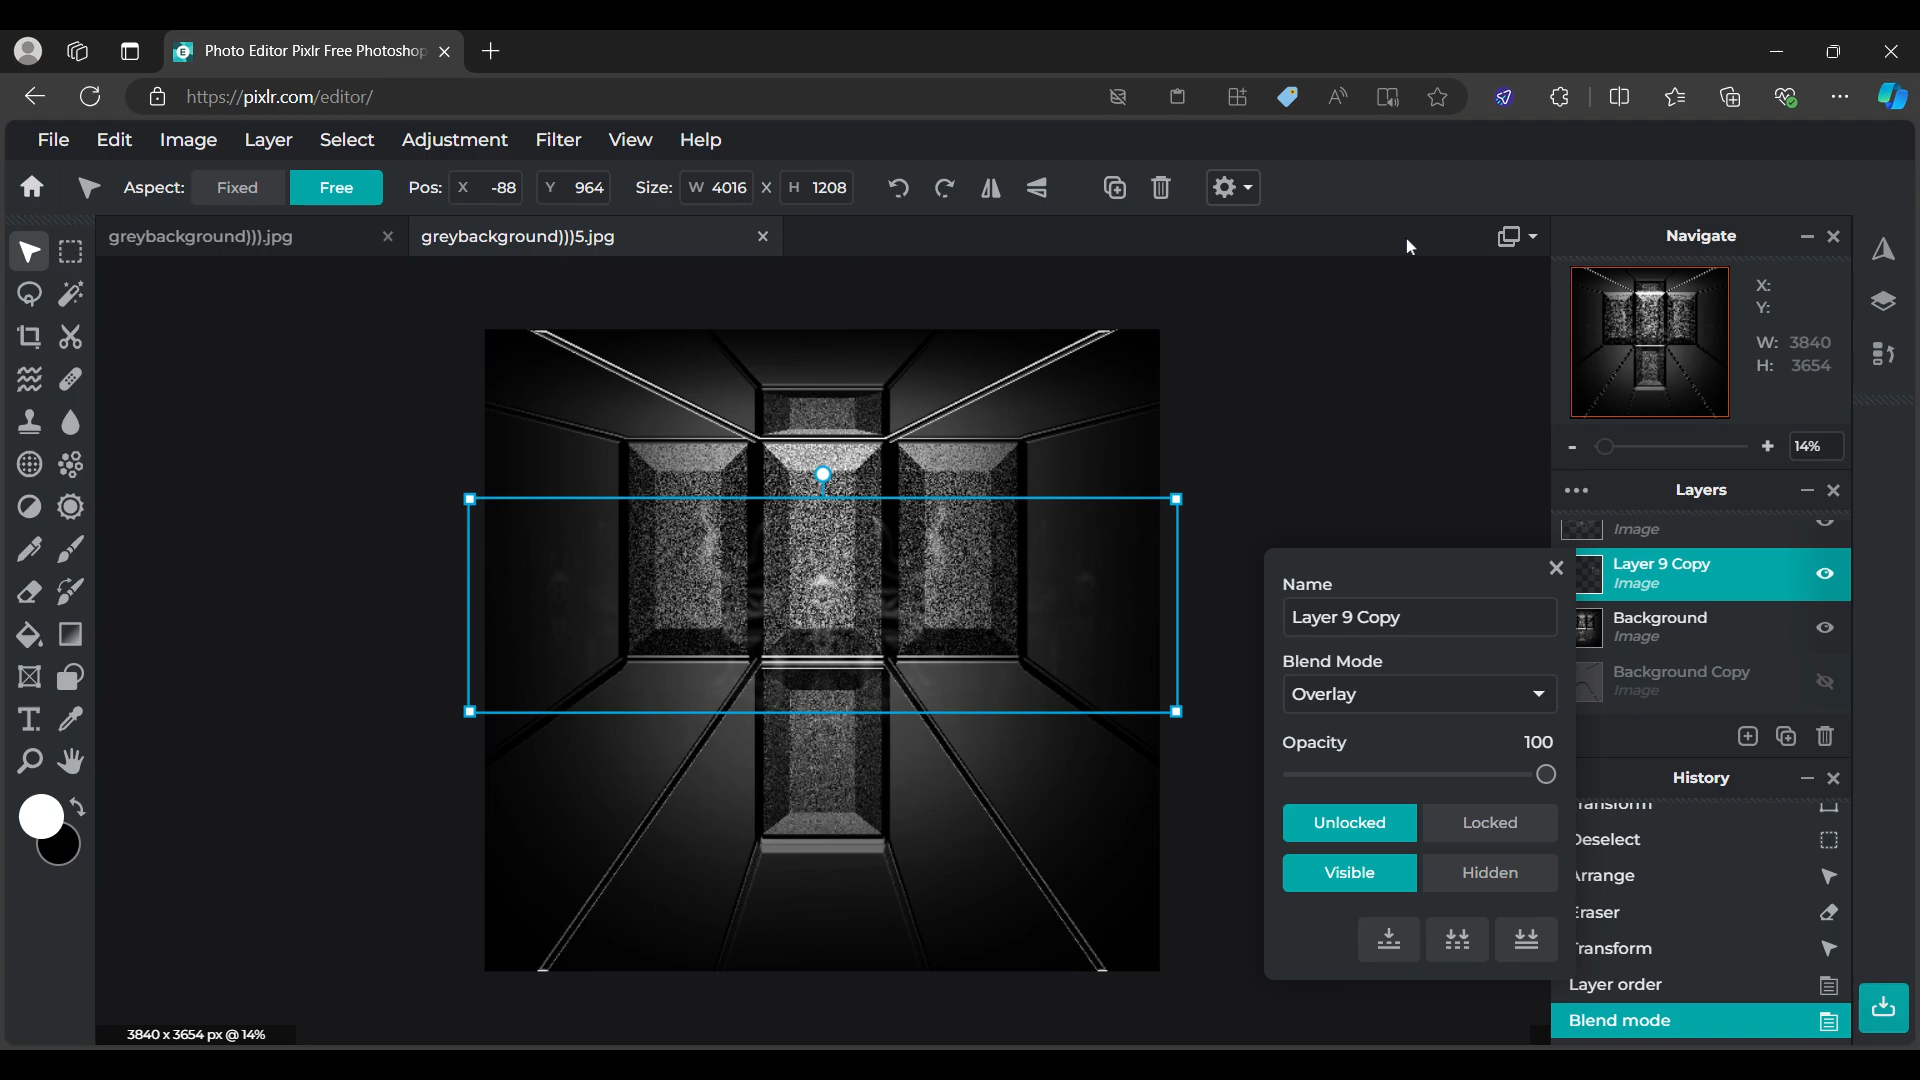 Photo Editor Pixlr Free Photoshop
https://pixlr.com/editor/
File Edit Image Layer Select Adjustment Filter View Help
Aspect: Fixed Free Pos: X -88 Y 964 Size: W 4016 X H 1208
greybackground))).jpg
greybackground)))5.jpg
Navigate
X:
Y:
W: 3840
H: 3654
14%
Layers
Image
Layer 9 Copy
Image
Background
Image
Background Copy
Image
Name
Layer 9 Copy
Blend Mode
Overlay
Opacity 100
Unlocked Locked
Visible Hidden
History
Transform
Deselect
Arrange
Eraser
Transform
Layer order
Blend mode
3840 x 3654 px @ 14%